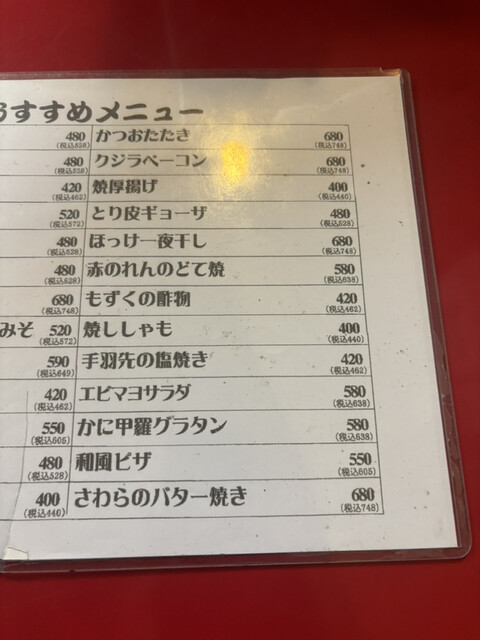 おすすめメニュー
480 かつおたたき 680
(税込528) (税込748)
480 クジラベーコン 680
(税込528) (税込748)
420 焼厚揚げ 400
(税込462) (税込440)
520 とり皮ギョーザ 480
(税込572) (税込528)
480 ほっけ一夜干し 680
(税込528) (税込748)
480 赤のれんのどて焼 580
(税込528) (税込638)
680 もずくの酢物 420
(税込748) (税込462)
みそ 520 焼ししゃも 400
(税込572) (税込440)
590 手羽先の塩焼き 420
(税込649) (税込462)
420 エビマヨサラダ 580
(税込462) (税込638)
550 かに甲羅グラタン 580
(税込605) (税込638)
480 和風ピザ 550
(税込528) (税込605)
400 さわらのバター焼き 680
(税込440) (税込748)